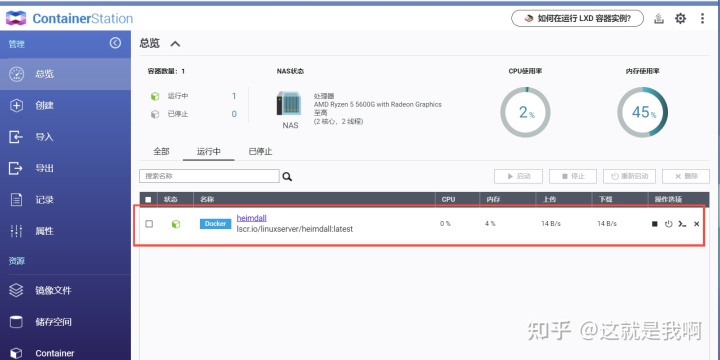 ContainerStation
如何在运行 LXD 容器实例?
管理
总览
创建
导入
导出
记录
属性
资源
镜像文件
储存空间
Container
总览
容器数量：1
运行中 1
已停止 0
NAS状态
NAS
处理器
AMD Ryzen 5 5600G with Radeon Graphics
至高
(2 核心，2 线程)
CPU使用率
2%
内存使用率
45%
全部 运行中 已停止
搜索名称
启动 停止 重新启动 删除
状态 名称 CPU 内存 上传 下载 操作选项
Docker heimdall 0 % 4 % 14 B/s 14 B/s
lscr.io/linuxserver/heimdall:latest
知乎 @这就是我啊